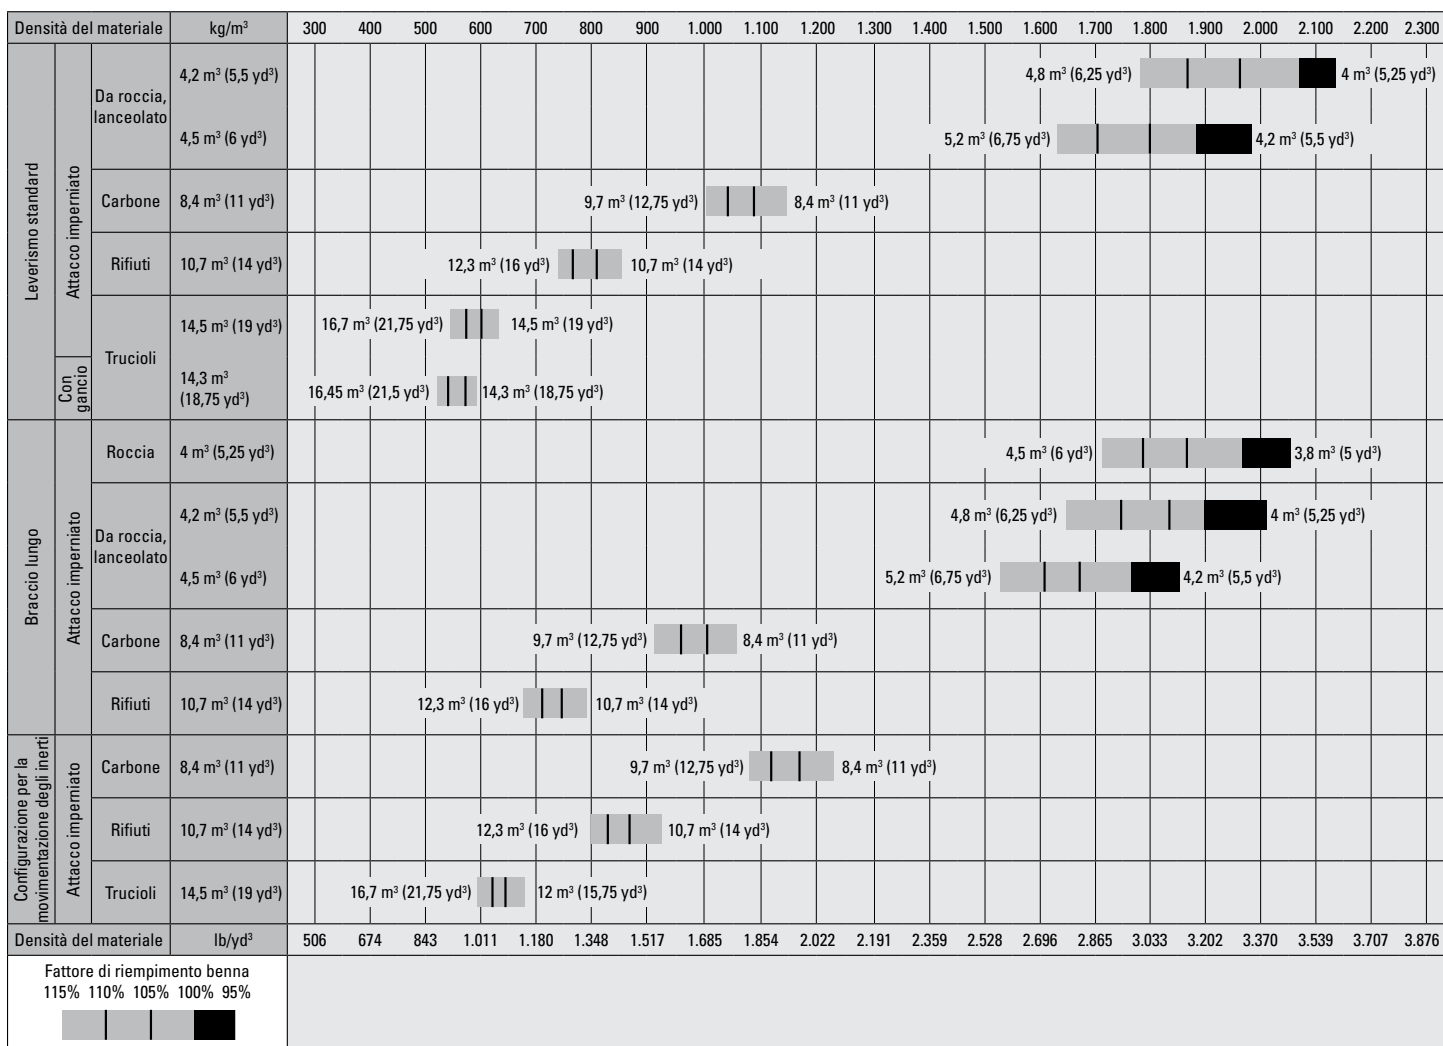 Densità del materiale kg/m³ 300 400 500 600 700 800 900 1.000 1.100 1.200 1.300 1.400 1.500 1.600 1.700 1.800 1.900 2.000 2.100 2.200 2.300
Leverismo standard
Attacco imperniato
Da roccia,
lanceolato
4,2 m³ (5,5 yd³) 4,8 m³ (6,25 yd³) 4 m³ (5,25 yd³)
4,5 m³ (6 yd³) 5,2 m³ (6,75 yd³) 4,2 m³ (5,5 yd³)
Carbone 8,4 m³ (11 yd³) 9,7 m³ (12,75 yd³) 8,4 m³ (11 yd³)
Rifiuti 10,7 m³ (14 yd³) 12,3 m³ (16 yd³) 10,7 m³ (14 yd³)
Trucioli
14,5 m³ (19 yd³) 16,7 m³ (21,75 yd³) 14,5 m³ (19 yd³)
Con
gancio
14,3 m³
(18,75 yd³)
16,45 m³ (21,5 yd³) 14,3 m³ (18,75 yd³)
Braccio lungo
Attacco imperniato
Roccia 4 m³ (5,25 yd³) 4,5 m³ (6 yd³) 3,8 m³ (5 yd³)
Da roccia,
lanceolato
4,2 m³ (5,5 yd³) 4,8 m³ (6,25 yd³) 4 m³ (5,25 yd³)
4,5 m³ (6 yd³) 5,2 m³ (6,75 yd³) 4,2 m³ (5,5 yd³)
Carbone 8,4 m³ (11 yd³) 9,7 m³ (12,75 yd³) 8,4 m³ (11 yd³)
Rifiuti 10,7 m³ (14 yd³) 12,3 m³ (16 yd³) 10,7 m³ (14 yd³)
Configurazione per la
movimentazione degli inerti
Attacco imperniato
Carbone 8,4 m³ (11 yd³) 9,7 m³ (12,75 yd³) 8,4 m³ (11 yd³)
Rifiuti 10,7 m³ (14 yd³) 12,3 m³ (16 yd³) 10,7 m³ (14 yd³)
Trucioli 14,5 m³ (19 yd³) 16,7 m³ (21,75 yd³) 12 m³ (15,75 yd³)
Densità del materiale lb/yd³ 506 674 843 1.011 1.180 1.348 1.517 1.685 1.854 2.022 2.191 2.359 2.528 2.696 2.865 3.033 3.202 3.370 3.539 3.707 3.876
Fattore di riempimento benna
115% 110% 105% 100% 95%